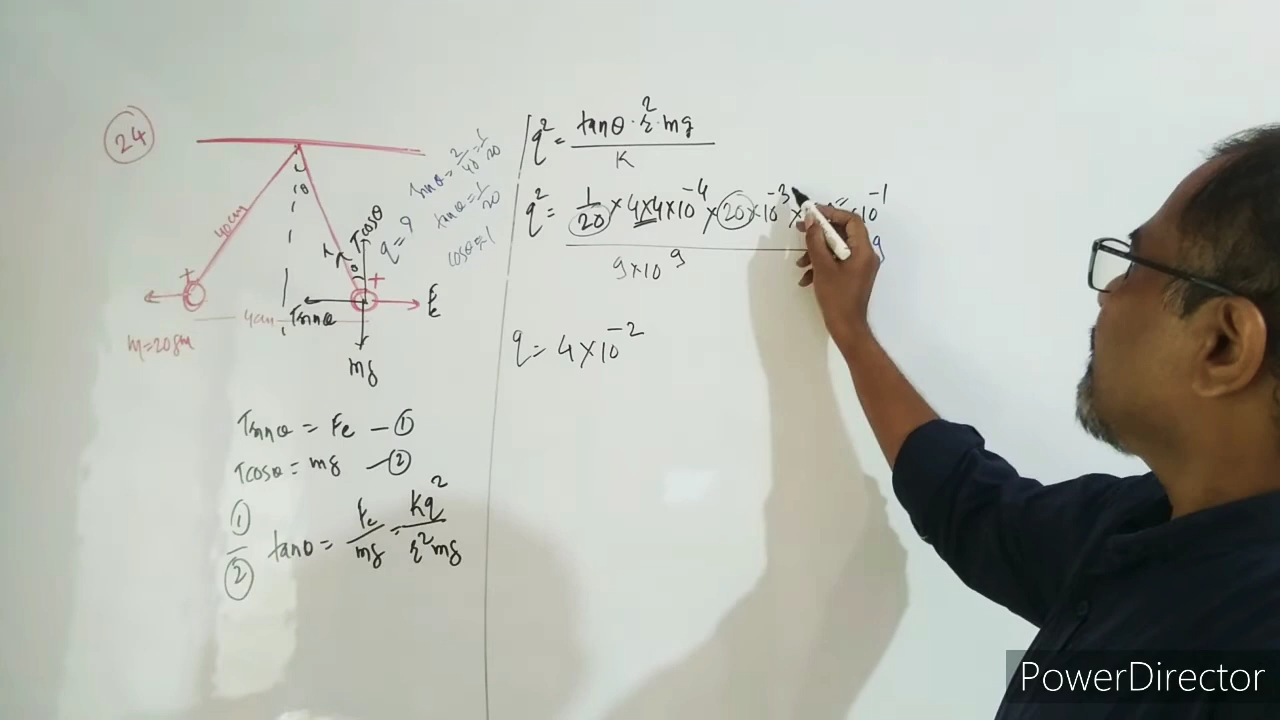 24
40cm
θ
T
Tcosθ
θ
+
+
Fe
4cm
Tsinθ
m=20gm
mg
q=?
sinθ=2/40=1/20
tanθ=1/20
cosθ≈1
Tsinθ = Fe — ①
Tcosθ = mg — ②
①/② tanθ = Fe/mg = Kq²/r²mg
q² = tanθ·r²·mg/K
q² = 1/20 × 4×4×10⁻⁴ × 20×10⁻³ × ×10⁻¹
9×10⁹
9
q = 4×10⁻²
PowerDirector